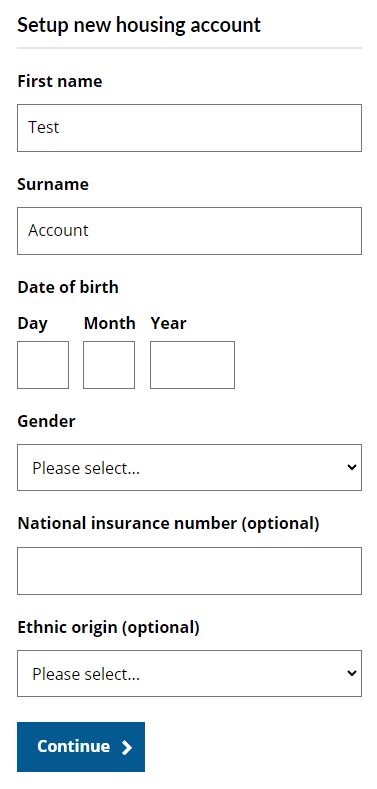 Setup new housing account
First name
Test
Surname
Account
Date of birth
Day Month Year
Gender
Please select...
National insurance number (optional)
Ethnic origin (optional)
Please select...
Continue